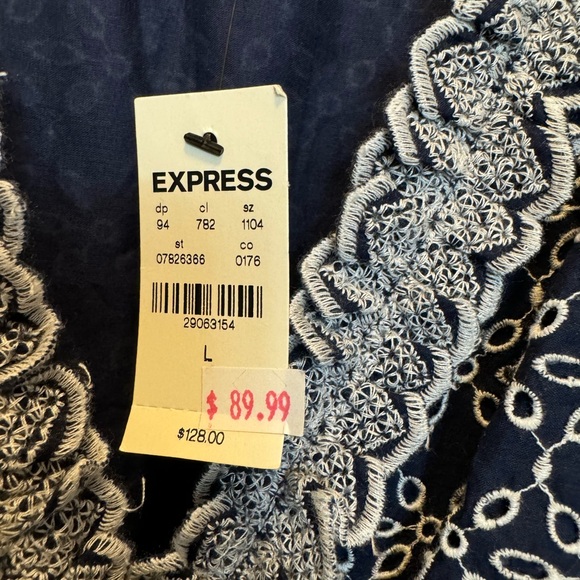 EXPRESS
dp cl sz
94 782 1104
st co
07826366 0176
29063154
L
$ 89.99
$128.00